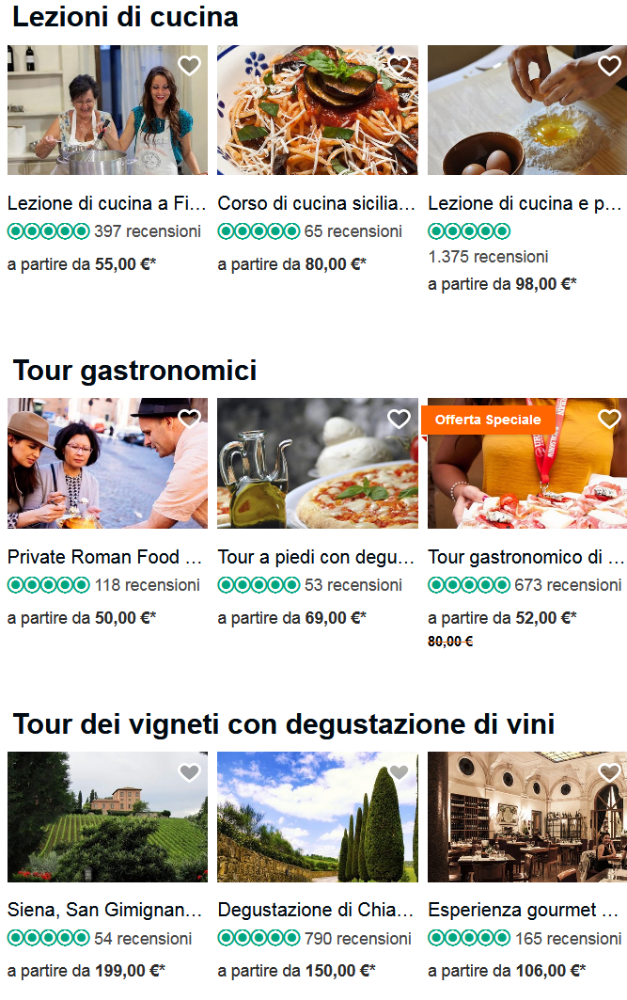 Lezioni di cucina
Lezione di cucina a Fi...
Corso di cucina sicilia...
Lezione di cucina e p...
397 recensioni
65 recensioni
1.375 recensioni
a partire da 55,00 €*
a partire da 80,00 €*
a partire da 98,00 €*
Tour gastronomici
Offerta Speciale
Private Roman Food ...
Tour a piedi con degu...
Tour gastronomico di ...
118 recensioni
53 recensioni
673 recensioni
a partire da 50,00 €*
a partire da 69,00 €*
a partire da 52,00 €*
80,00 €
Tour dei vigneti con degustazione di vini
Siena, San Gimignan...
Degustazione di Chia...
Esperienza gourmet ...
54 recensioni
790 recensioni
165 recensioni
a partire da 199,00 €*
a partire da 150,00 €*
a partire da 106,00 €*